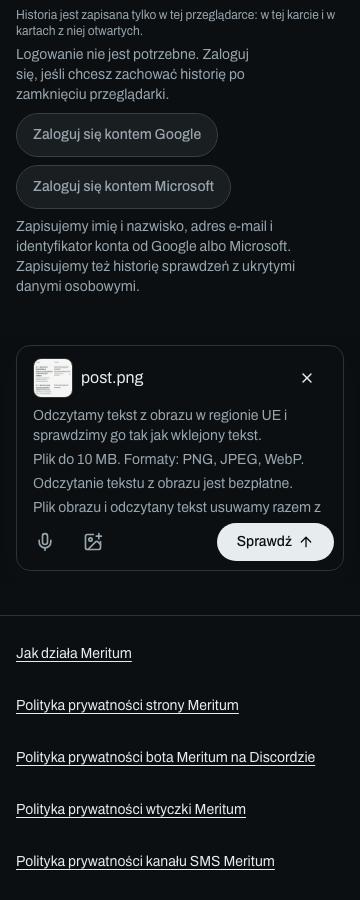 Historia jest zapisana tylko w tej przeglądarce: w tej karcie i w
kartach z niej otwartych.
Logowanie nie jest potrzebne. Zaloguj
się, jeśli chcesz zachować historię po
zamknięciu przeglądarki.
Zaloguj się kontem Google
Zaloguj się kontem Microsoft
Zapisujemy imię i nazwisko, adres e-mail i
identyfikator konta od Google albo Microsoft.
Zapisujemy też historię sprawdzeń z ukrytymi
danymi osobowymi.
post.png
Odczytamy tekst z obrazu w regionie UE i
sprawdzimy go tak jak wklejony tekst.
Plik do 10 MB. Formaty: PNG, JPEG, WebP.
Odczytanie tekstu z obrazu jest bezpłatne.
Plik obrazu i odczytany tekst usuwamy razem z
Sprawdź
Jak działa Meritum
Polityka prywatności strony Meritum
Polityka prywatności bota Meritum na Discordzie
Polityka prywatności wtyczki Meritum
Polityka prywatności kanału SMS Meritum